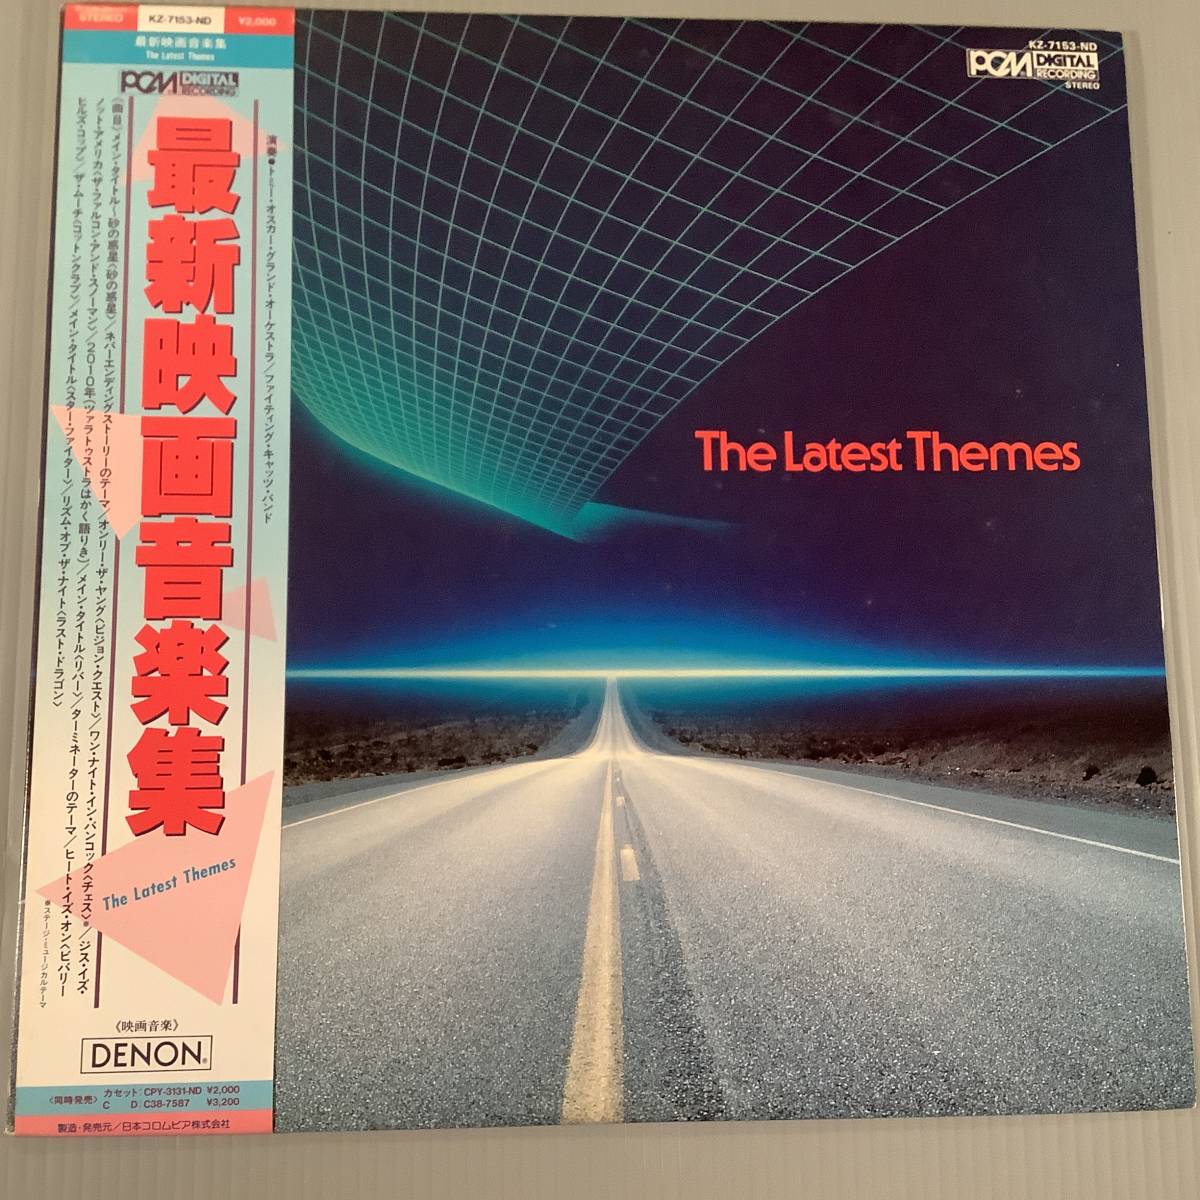 STEREO
KZ-7153-ND
¥2,000
最新映画音楽集
The Latest Themes
PCM DIGITAL RECORDING
最新映画音楽集
The Latest Themes
演奏●トミー・オスカー・グランド・オーケストラ/ファイティング・キャッツ・バンド
《曲目》メイン・タイトル~砂の惑星〈砂の惑星〉/ネバーエンディングストーリーのテーマ/オンリー・ザ・ヤング〈ビジョン・クエスト〉/ワン・ナイト・イン・バンコック〈チェス〉※/ジス・イズ・
ノット・アメリカ〈ザ・ファルコン・アンド・スノーマン〉/2010年〈ツァラトゥストラはかく語りき〉/メイン・タイトル〈リバー〉/ターミネーターのテーマ/ヒート・イズ・オン〈ビバリー
ヒルズ・コップ〉/ザ・ムーチ〈コットンクラブ〉/メイン・タイトル〈スター・ファイター〉/リズム・オブ・ザ・ナイト〈ラスト・ドラゴン〉
※ステージ・ミュージカルテーマ
《映画音楽》
DENON®
〈同時発売〉
カセット:CPY-3131-ND ¥2,000
CD:C38-7587 ¥3,200
製造・発売元/日本コロムビア株式会社
KZ-7153-ND
PCM DIGITAL RECORDING
STEREO
The Latest Themes